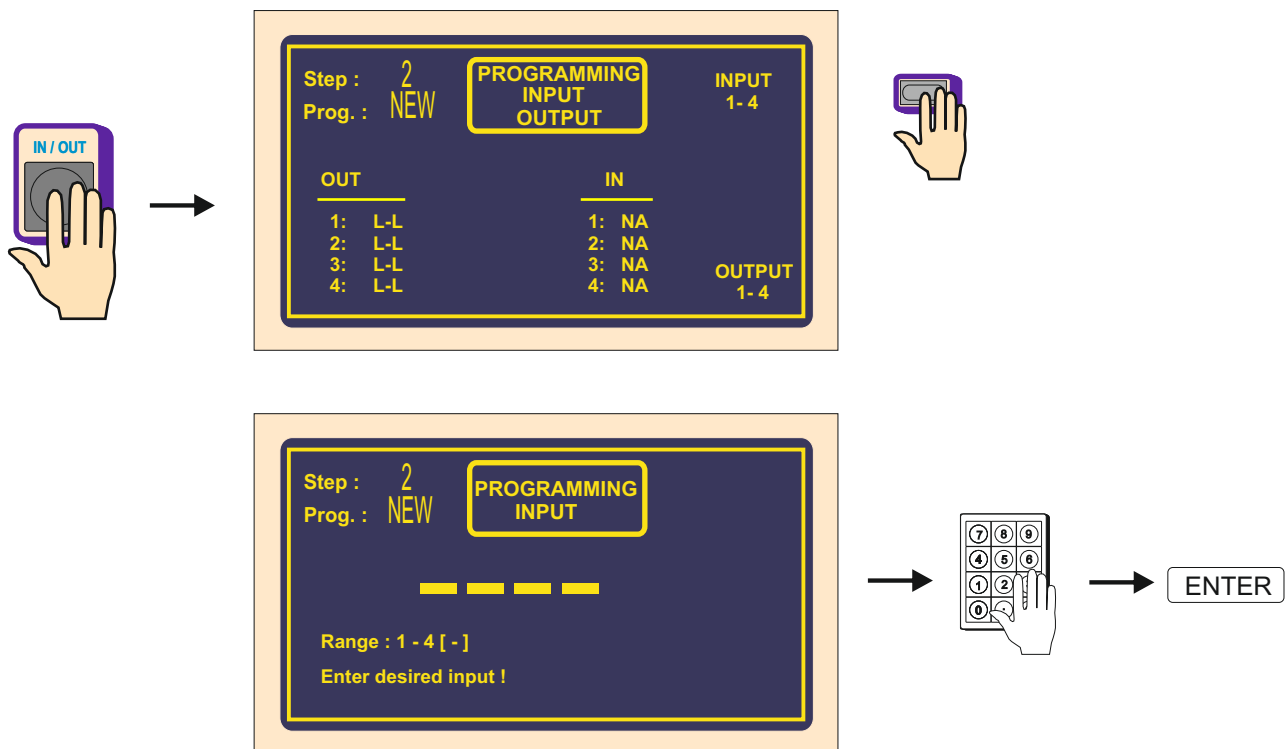 IN / OUT
Step : 2
Prog. : NEW
PROGRAMMING
INPUT
OUTPUT
INPUT
1- 4
OUT
1: L-L
2: L-L
3: L-L
4: L-L
IN
1: NA
2: NA
3: NA
4: NA
OUTPUT
1- 4
Step : 2
Prog. : NEW
PROGRAMMING
INPUT
Range : 1 - 4 [ - ]
Enter desired input !
7 8 9
4 5 6
1 2
0 .
ENTER